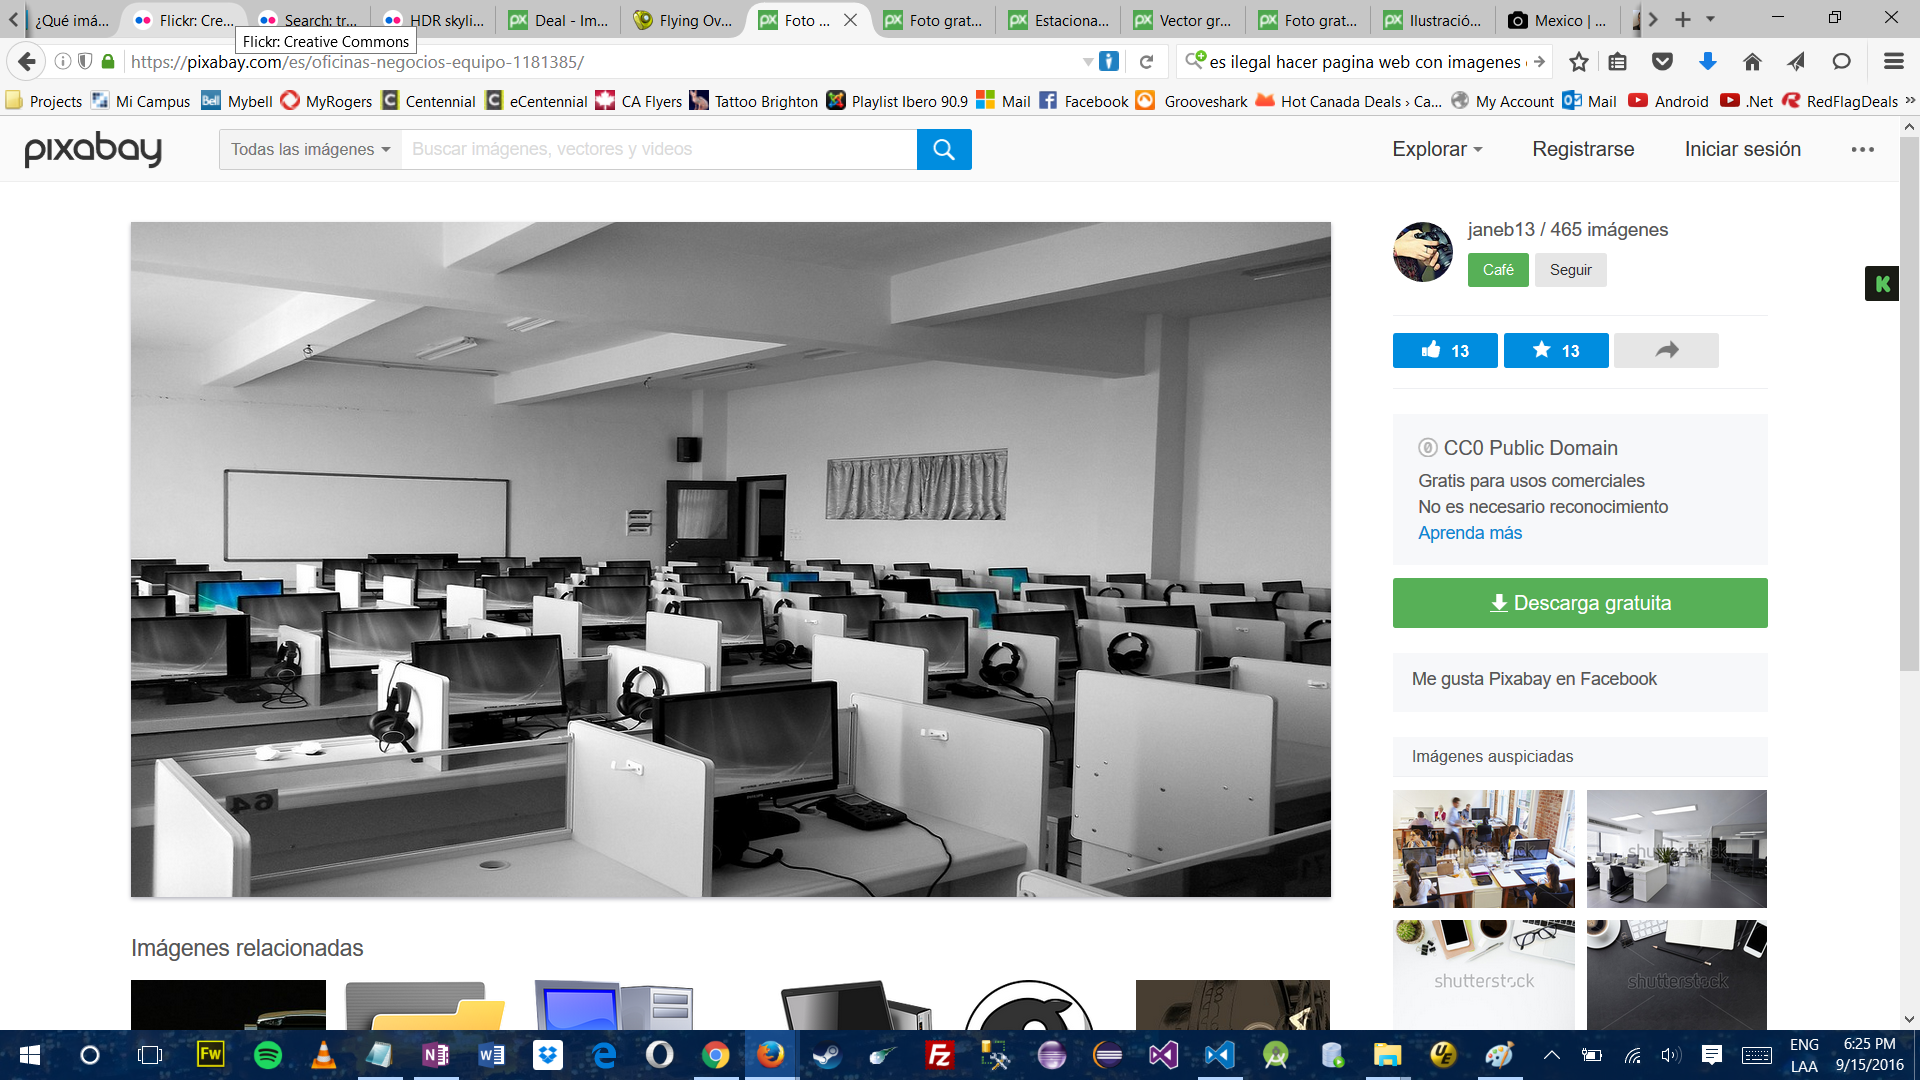 ¿Qué imá...
Flickr: Cre...
Search: tr...
HDR skyli...
Deal - Im...
Flying Ov...
Foto ...
Foto grat...
Estaciona...
Vector gr...
Foto grat...
Ilustració...
Mexico | ...
Flickr: Creative Commons
https://pixabay.com/es/oficinas-negocios-equipo-1181385/
es ilegal hacer pagina web con imagenes
Projects
Mi Campus
Bell
Mybell
MyRogers
Centennial
eCentennial
CA Flyers
Tattoo Brighton
Playlist Ibero 90.9
Mail
Facebook
Grooveshark
Hot Canada Deals › Ca...
My Account
Mail
Android
.Net
RedFlagDeals
pixabay
Todas las imágenes
Buscar imágenes, vectores y videos
Explorar
Registrarse
Iniciar sesión
janeb13 / 465 imágenes
Café
Seguir
K
13
13
CC0 Public Domain
Gratis para usos comerciales
No es necesario reconocimiento
Aprenda más
Descarga gratuita
Me gusta Pixabay en Facebook
Imágenes auspiciadas
shutterstock
shutterstock
shutterstock
shutterstock
64
Imágenes relacionadas
Fw
ENG
LAA
6:25 PM
9/15/2016